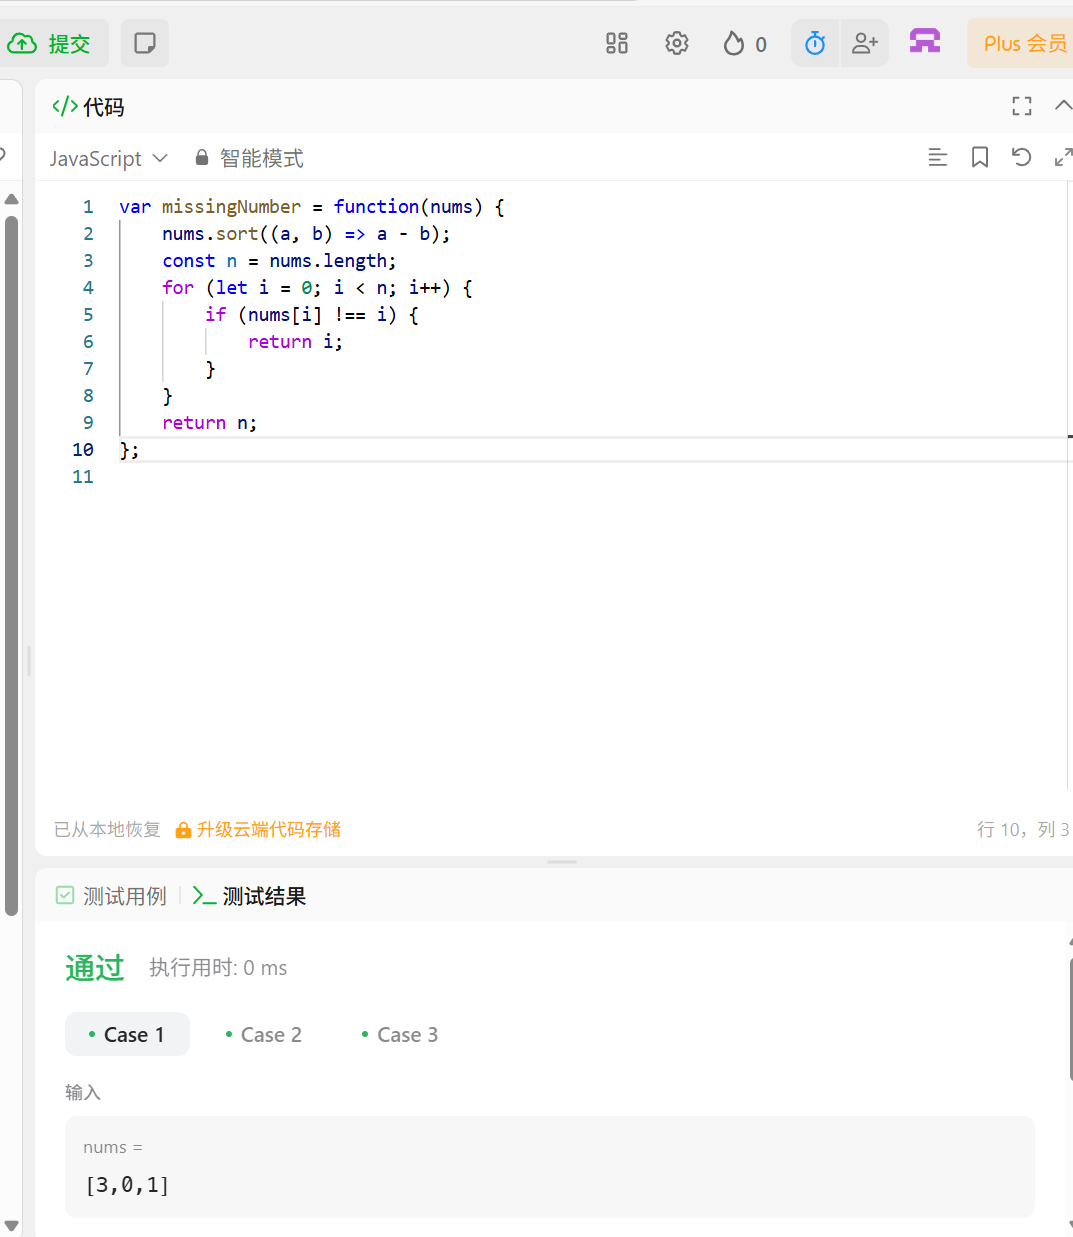 提交
0
Plus 会员
</> 代码
JavaScript 智能模式
1 var missingNumber = function(nums) {
2 nums.sort((a, b) => a - b);
3 const n = nums.length;
4 for (let i = 0; i < n; i++) {
5 if (nums[i] !== i) {
6 return i;
7 }
8 }
9 return n;
10 };
11
已从本地恢复 升级云端代码存储 行 10，列 3
测试用例 测试结果
通过 执行用时: 0 ms
Case 1 Case 2 Case 3
输入
nums =
[3,0,1]